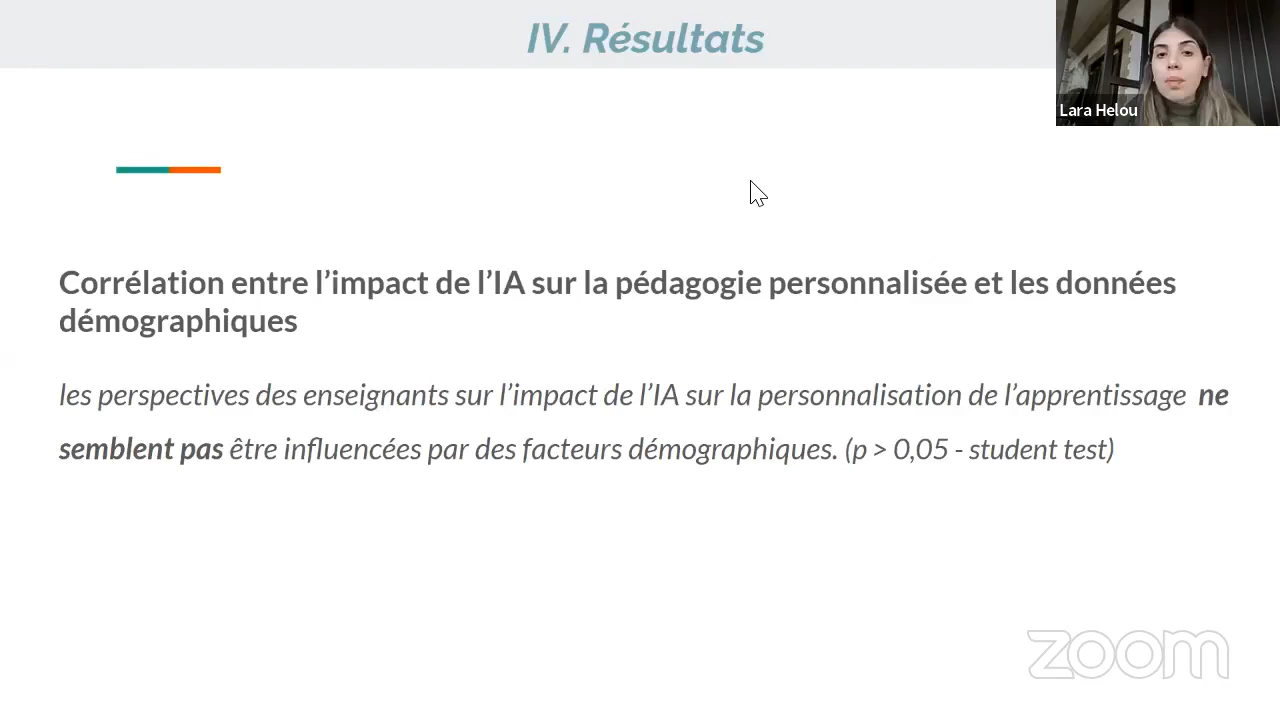 IV. Résultats
Lara Helou
Corrélation entre l’impact de l’IA sur la pédagogie personnalisée et les données
démographiques
les perspectives des enseignants sur l’impact de l’IA sur la personnalisation de l’apprentissage ne
semblent pas être influencées par des facteurs démographiques. (p > 0,05 - student test)
zoom